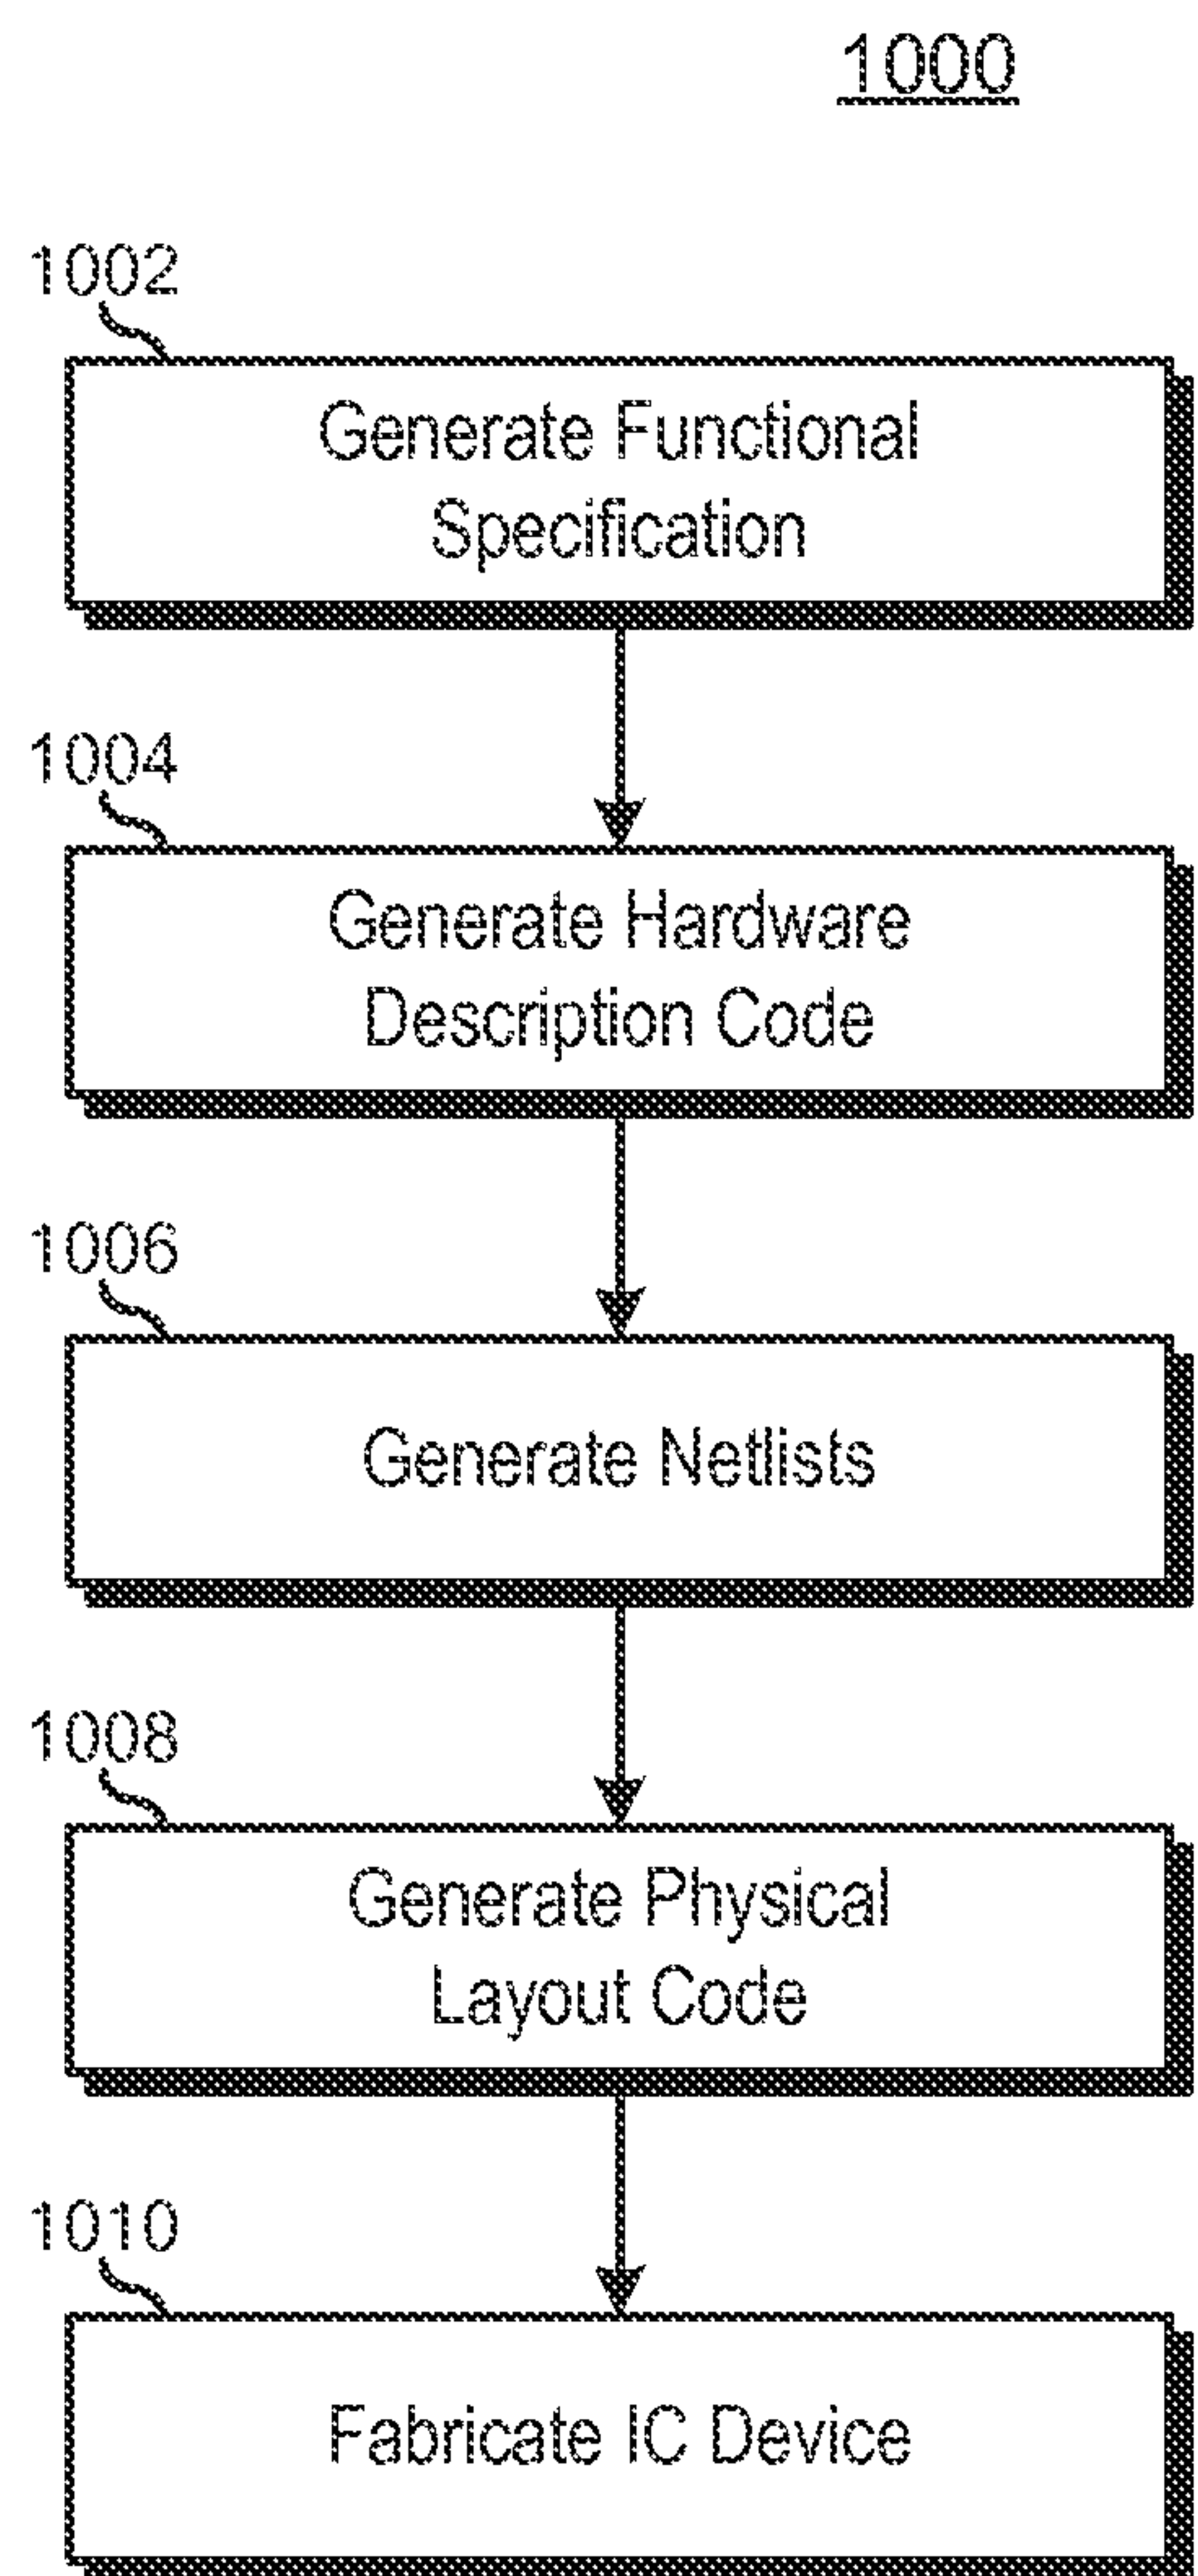 1000
1002
Generate Functional
Specification
1004
Generate Hardware
Description Code
1006
Generate Netlists
1008
Generate Physical
Layout Code
1010
Fabricate IC Device